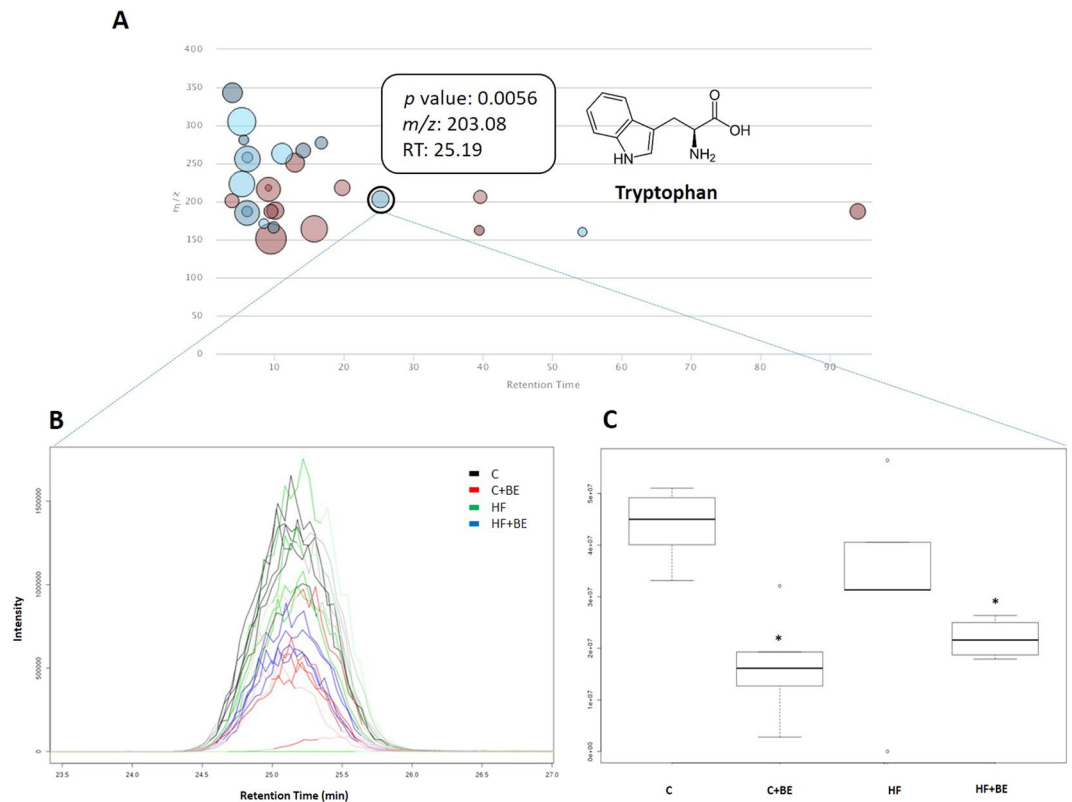 A
400
350
300
250
200
150
100
50
0
m/z
10
20
30
40
50
60
70
80
90
Retention Time
p value: 0.0056
m/z: 203.08
RT: 25.19
O
OH
NH₂
HN
Tryptophan
B
C
C+BE
HF
HF+BE
Intensity
15000000
10000000
5000000
0
23.5
24.0
24.5
25.0
25.5
26.0
26.5
27.0
Retention Time (min)
C
5e+07
4e+07
3e+07
2e+07
1e+07
0e+00
*
*
C
C+BE
HF
HF+BE